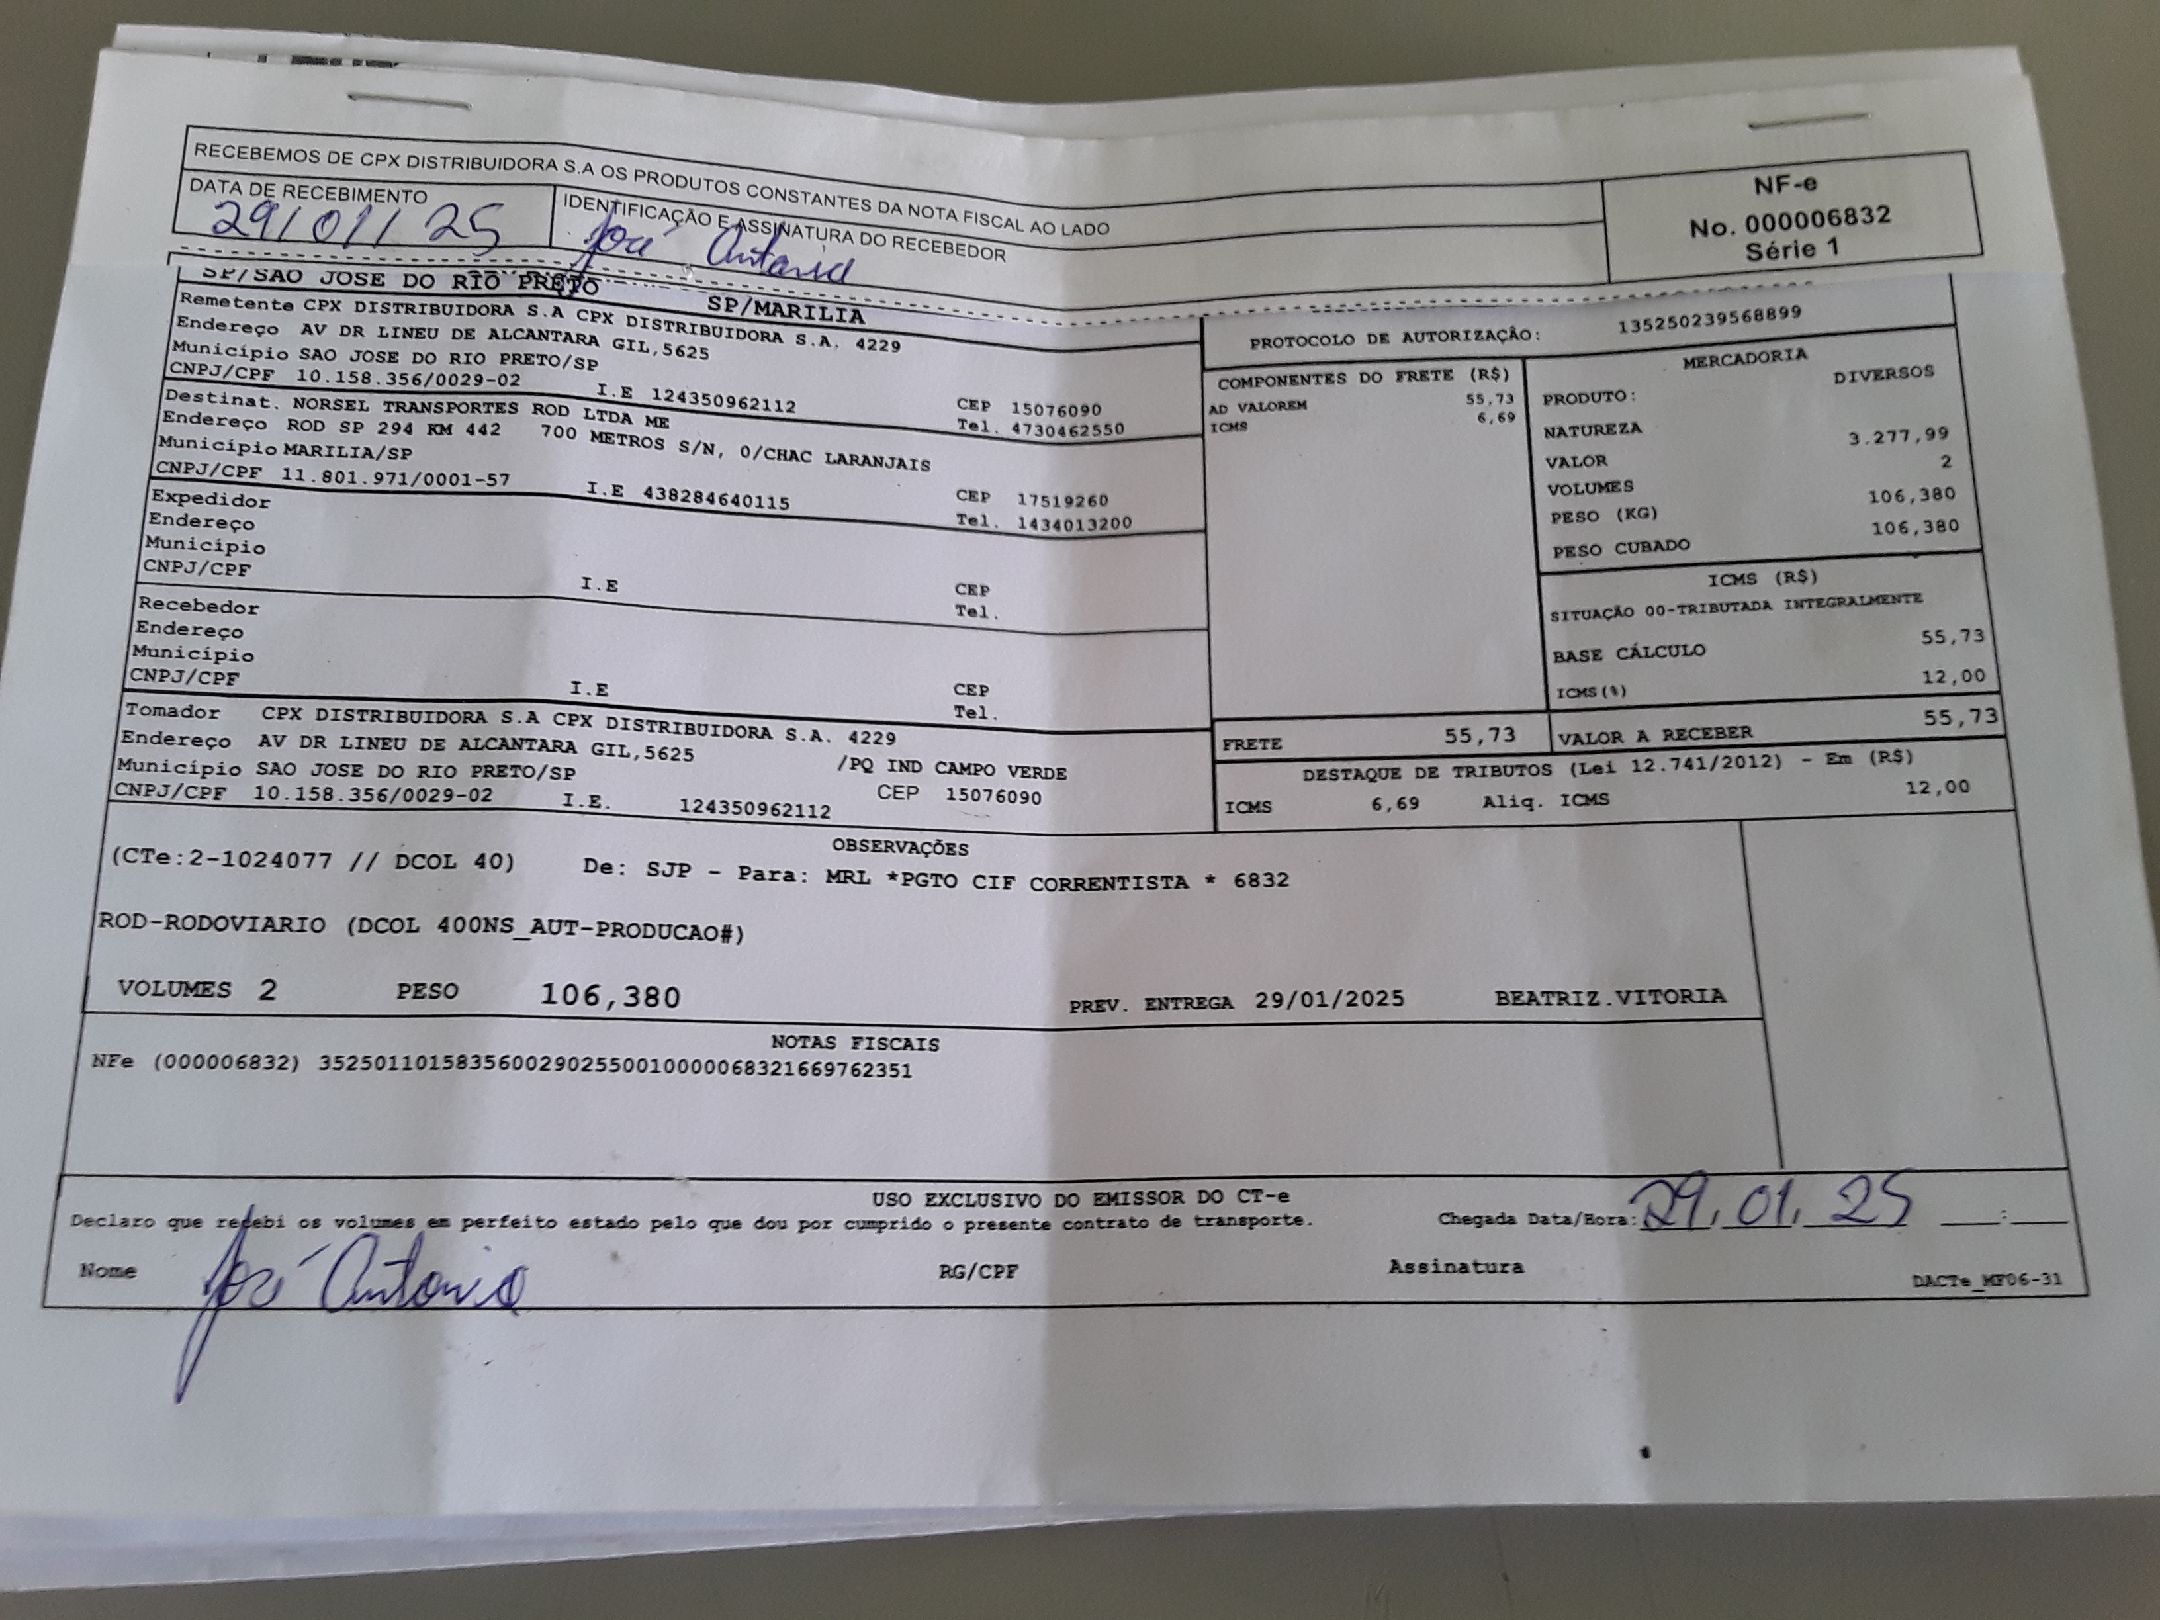 RECEBEMOS DE CPX DISTRIBUIDORA S.A OS PRODUTOS CONSTANTES DA NOTA FISCAL AO LADO
DATA DE RECEBIMENTO
29/01/25
IDENTIFICAÇÃO E ASSINATURA DO RECEBEDOR
José Antonio
NF-e
No. 000006832
Série 1
SP/SAO JOSE DO RIO PRETO SP/MARILIA
Remetente CPX DISTRIBUIDORA S.A CPX DISTRIBUIDORA S.A. 4229
Endereço AV DR LINEU DE ALCANTARA GIL,5625
Município SAO JOSE DO RIO PRETO/SP CEP 15076090
CNPJ/CPF 10.158.356/0029-02 I.E 124350962112 Tel. 4730462550
Destinat. NORSEL TRANSPORTES ROD LTDA ME
Endereço ROD SP 294 KM 442 700 METROS S/N, 0/CHAC LARANJAIS
Município MARILIA/SP CEP 17519260
CNPJ/CPF 11.801.971/0001-57 I.E 438284640115 Tel. 1434013200
Expedidor
Endereço
Município CEP
CNPJ/CPF I.E Tel.
Recebedor
Endereço
Município CEP
CNPJ/CPF I.E Tel.
Tomador CPX DISTRIBUIDORA S.A CPX DISTRIBUIDORA S.A. 4229
Endereço AV DR LINEU DE ALCANTARA GIL,5625 /PQ IND CAMPO VERDE
Município SAO JOSE DO RIO PRETO/SP CEP 15076090
CNPJ/CPF 10.158.356/0029-02 I.E. 124350962112
PROTOCOLO DE AUTORIZAÇÃO: 135250239568899
COMPONENTES DO FRETE (R$)
AD VALOREM 55,73
ICMS 6,69
MERCADORIA
PRODUTO: DIVERSOS
NATUREZA
VALOR 3.277,99
VOLUMES 2
PESO (KG) 106,380
PESO CUBADO 106,380
ICMS (R$)
SITUAÇÃO 00-TRIBUTADA INTEGRALMENTE
BASE CÁLCULO 55,73
ICMS(%) 12,00
FRETE 55,73 VALOR A RECEBER 55,73
DESTAQUE DE TRIBUTOS (Lei 12.741/2012) - Em (R$)
ICMS 6,69 Aliq. ICMS 12,00
OBSERVAÇÕES
(CTe:2-1024077 // DCOL 40) De: SJP - Para: MRL *PGTO CIF CORRENTISTA * 6832
ROD-RODOVIARIO (DCOL 400NS_AUT-PRODUCAO#)
VOLUMES 2 PESO 106,380 PREV. ENTREGA 29/01/2025 BEATRIZ.VITORIA
NOTAS FISCAIS
NFe (000006832) 35250110158356002902550010000068321669762351
USO EXCLUSIVO DO EMISSOR DO CT-e
Declaro que recebi os volumes em perfeito estado pelo que dou por cumprido o presente contrato de transporte. Chegada Data/Hora: 29.01.25 __:__
Nome José Antonio RG/CPF Assinatura
DACTe_MF06-31